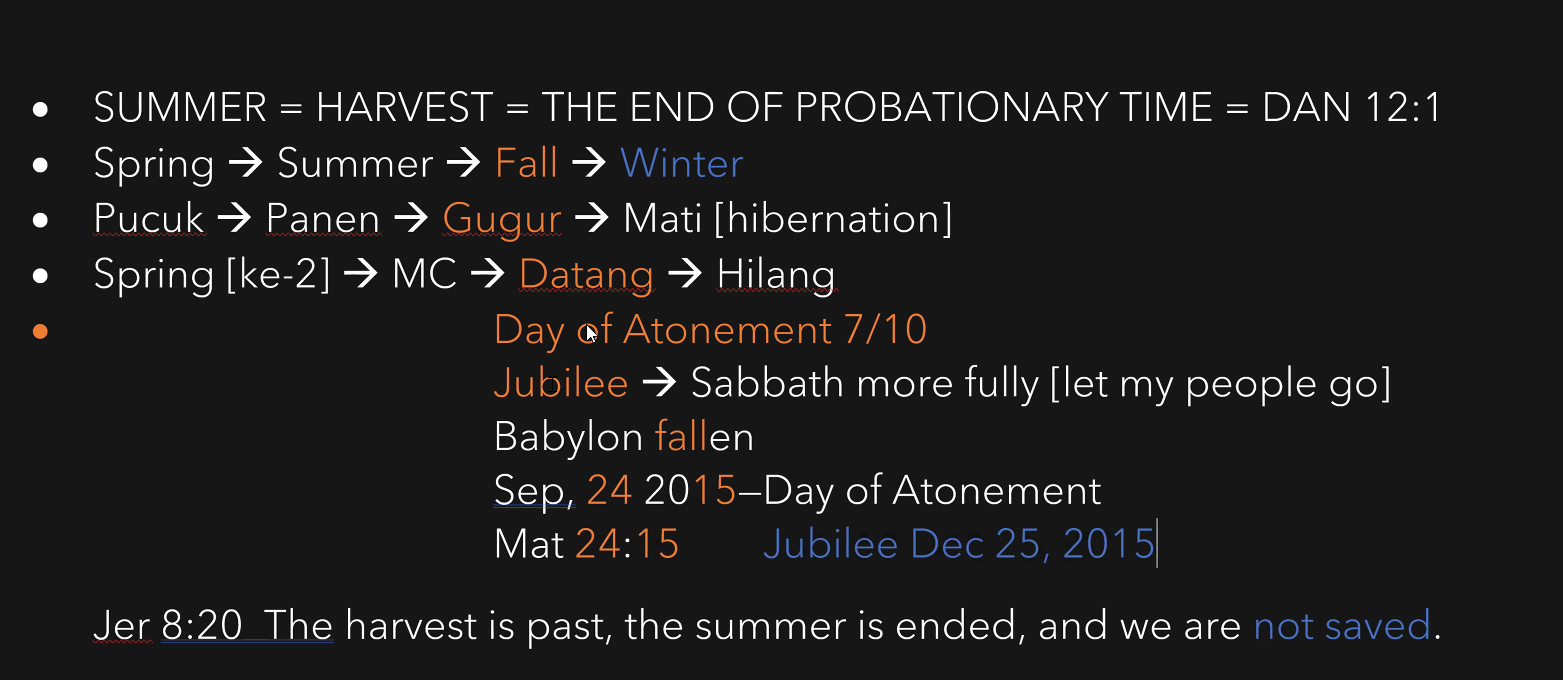 • SUMMER = HARVEST = THE END OF PROBATIONARY TIME = DAN 12:1
• Spring → Summer → Fall → Winter
• Pucuk → Panen → Gugur → Mati [hibernation]
• Spring [ke-2] → MC → Datang → Hilang
• Day of Atonement 7/10
Jubilee → Sabbath more fully [let my people go]
Babylon fallen
Sep, 24 2015–Day of Atonement
Mat 24:15 Jubilee Dec 25, 2015
Jer 8:20 The harvest is past, the summer is ended, and we are not saved.